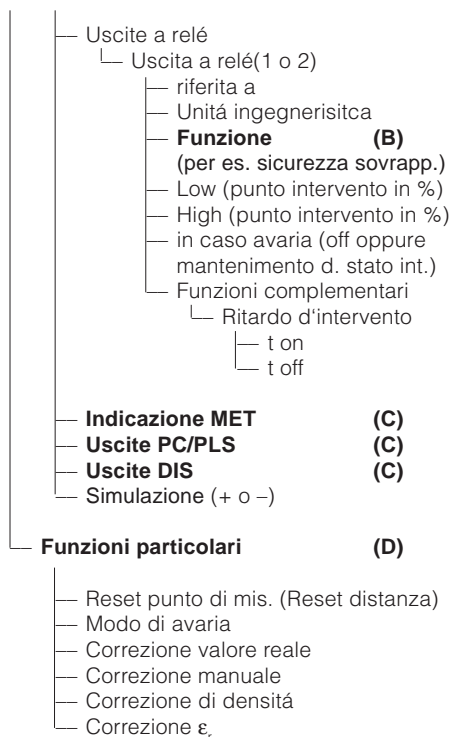 Uscite a relé
Uscita a relé(1 o 2)
riferita a
Unitá ingegnerisitca
Funzione (B)
(per es. sicurezza sovrapp.)
Low (punto intervento in %)
High (punto intervento in %)
in caso avaria (off oppure
mantenimento d. stato int.)
Funzioni complementari
Ritardo d'intervento
t on
t off
Indicazione MET (C)
Uscite PC/PLS (C)
Uscite DIS (C)
Simulazione (+ o –)
Funzioni particolari (D)
Reset punto di mis. (Reset distanza)
Modo di avaria
Correzione valore reale
Correzione manuale
Correzione di densitá
Correzione ε